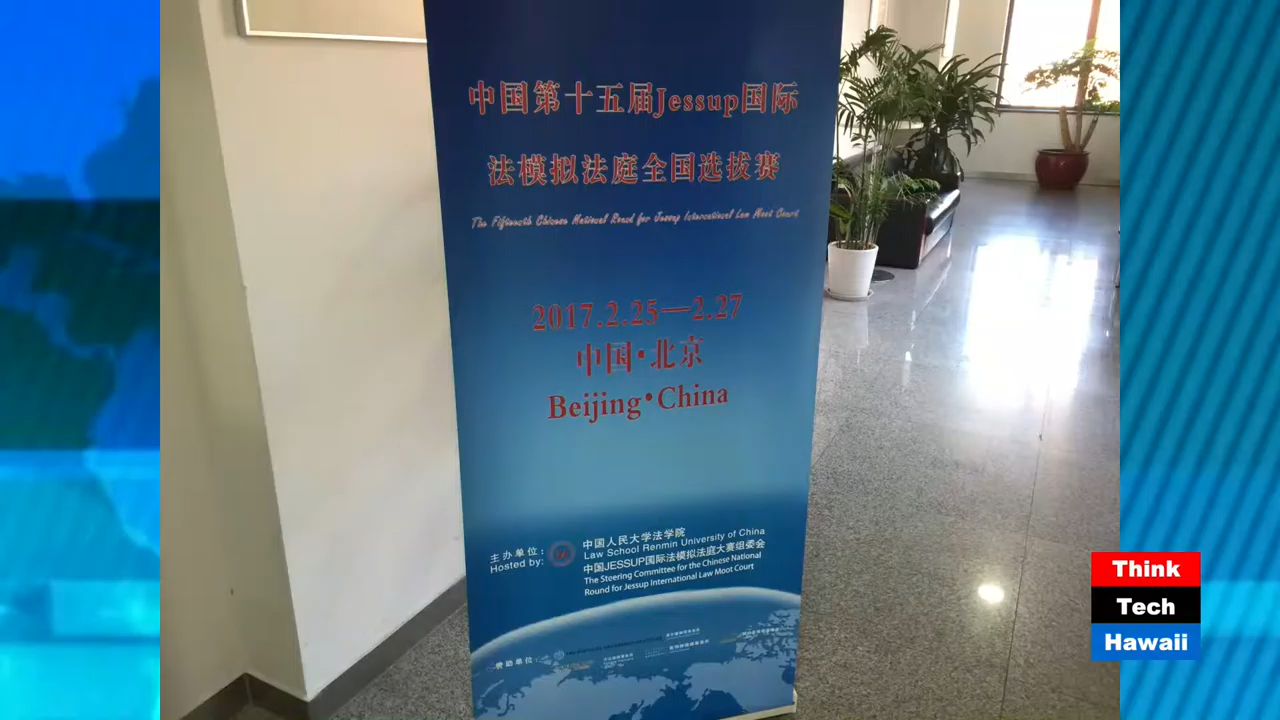 中国第十五届Jessup国际
法模拟法庭全国选拔赛
The Fifteenth Chinese National Round for Jessup International Law Moot Court
2017.2.25—2.27
中国·北京
Beijing·China
主办单位:
Hosted by:
中国人民大学法学院
Law School Renmin University of China
中国JESSUP国际法模拟法庭大赛组委会
The Steering Committee for the Chinese National
Round for Jessup International Law Moot Court
赞助单位:
Think
Tech
Hawaii